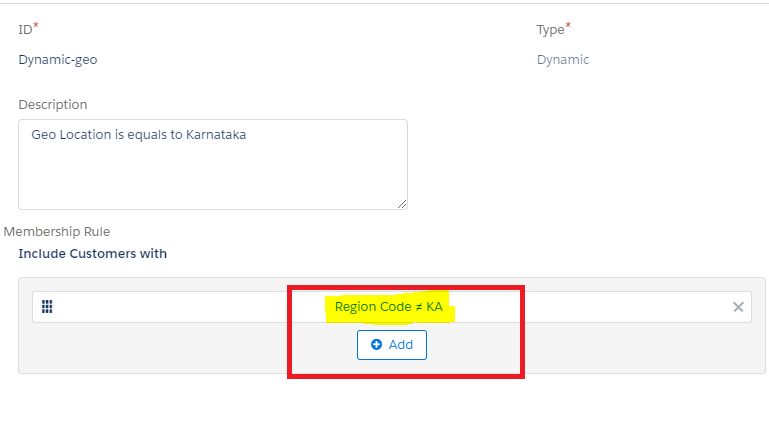 ID*
Type*
Dynamic-geo
Dynamic
Description
Geo Location is equals to Karnataka
Membership Rule
Include Customers with
Region Code ≠ KA
Add